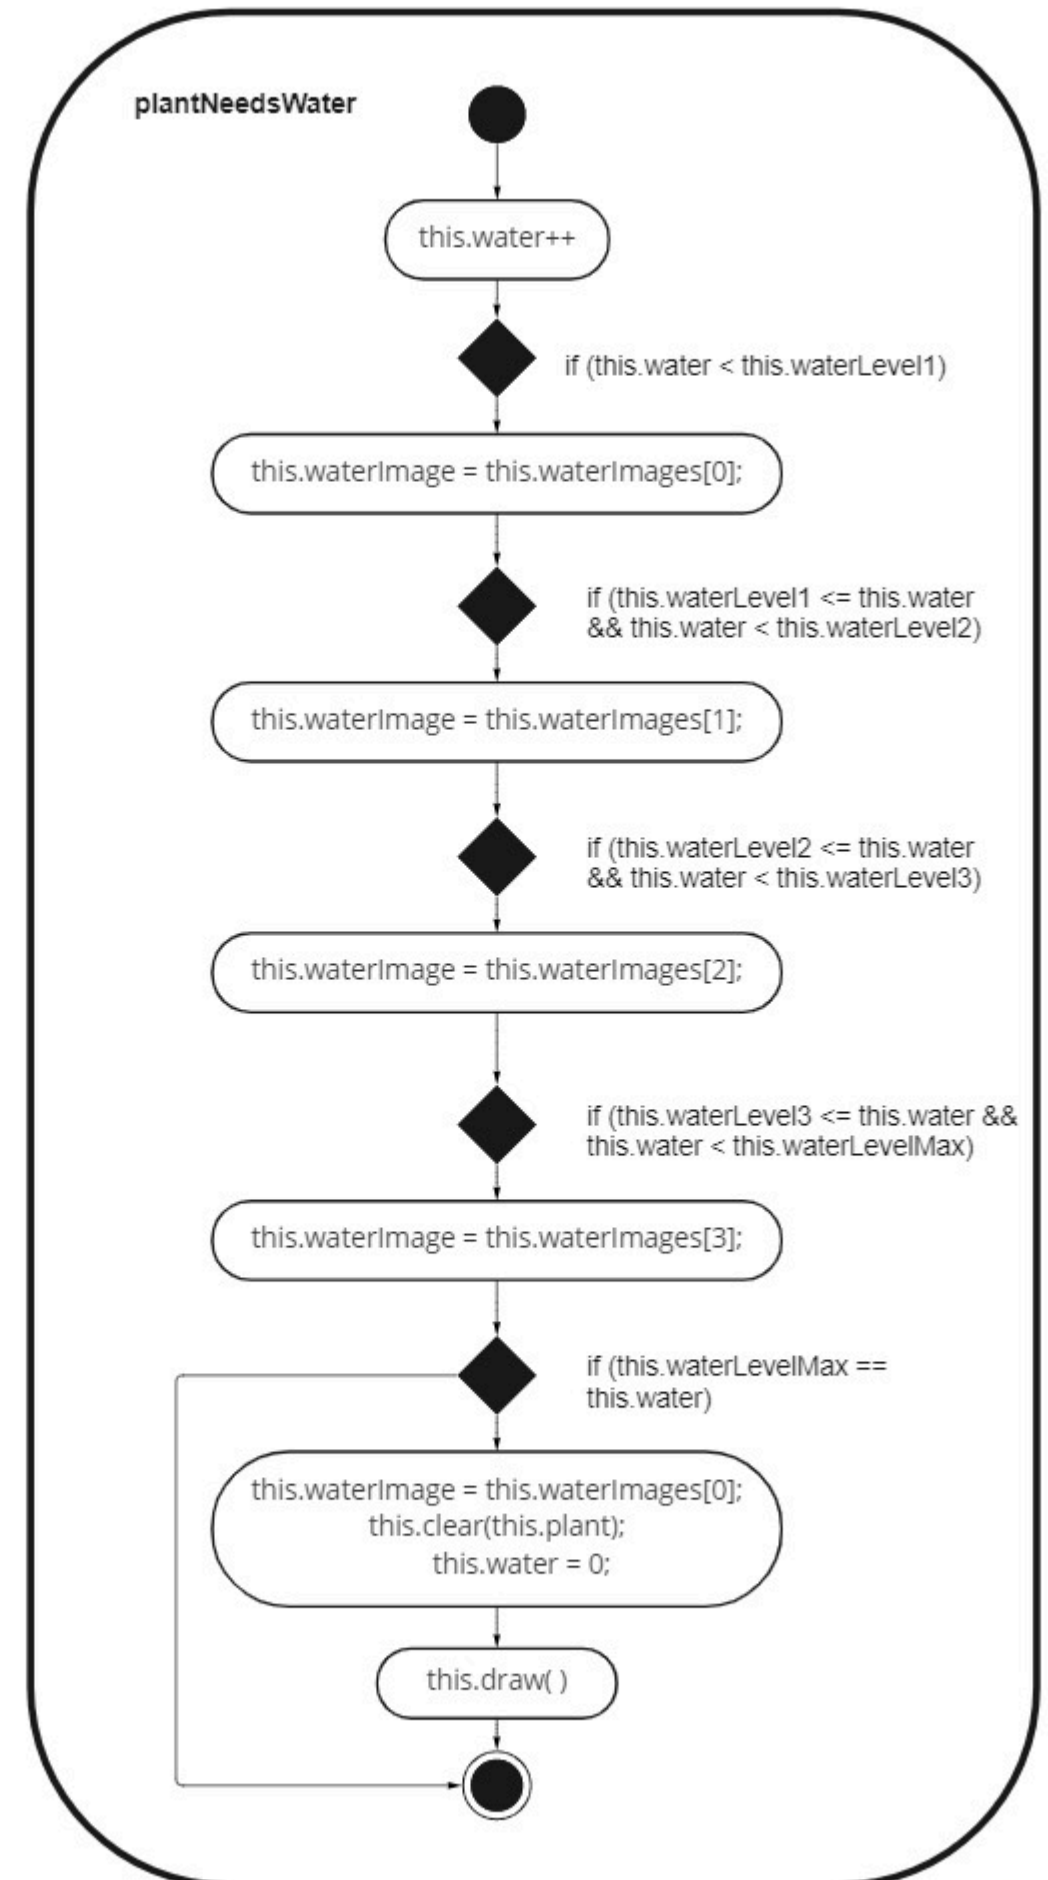 plantNeedsWater
this.water++
if (this.water < this.waterLevel1)
this.waterImage = this.waterImages[0];
if (this.waterLevel1 <= this.water
&& this.water < this.waterLevel2)
this.waterImage = this.waterImages[1];
if (this.waterLevel2 <= this.water
&& this.water < this.waterLevel3)
this.waterImage = this.waterImages[2];
if (this.waterLevel3 <= this.water &&
this.water < this.waterLevelMax)
this.waterImage = this.waterImages[3];
if (this.waterLevelMax ==
this.water)
this.waterImage = this.waterImages[0];
this.clear(this.plant);
this.water = 0;
this.draw( )